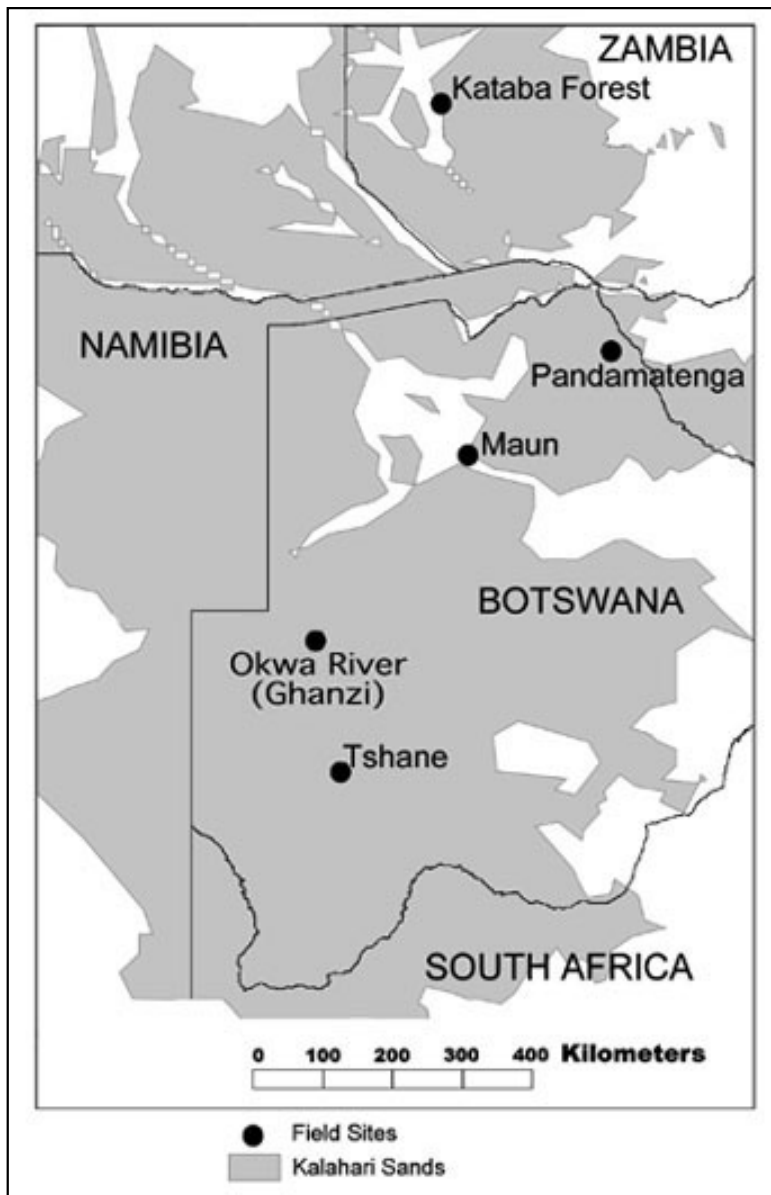 ZAMBIA
Kataba Forest
NAMIBIA
Pandamatenga
Maun
BOTSWANA
Okwa River
(Ghanzi)
Tshane
SOUTH AFRICA
0 100 200 300 400 Kilometers
Field Sites
Kalahari Sands